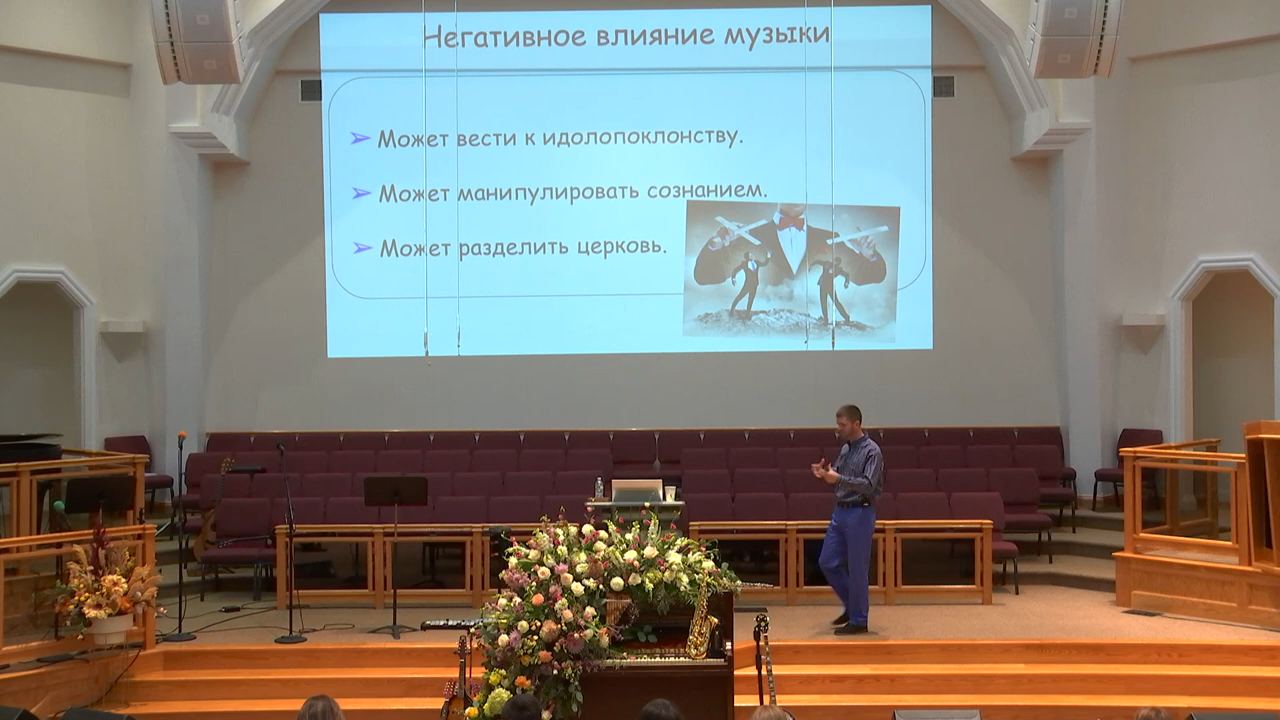 Негативное влияние музыки
Может вести к идолопоклонству.
Может манипулировать сознанием.
Может разделить церковь.